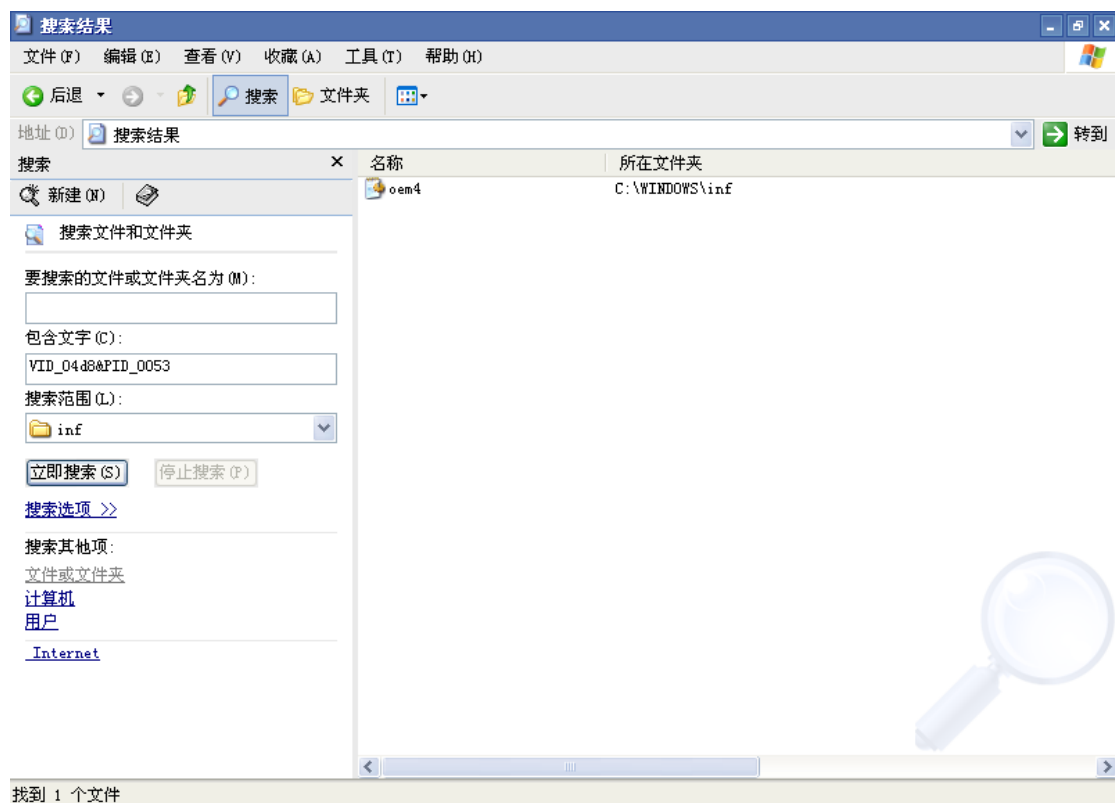 搜索结果
文件(F) 编辑(E) 查看(V) 收藏(A) 工具(T) 帮助(H)
后退 搜索 文件夹
地址(D) 搜索结果 转到
搜索 名称 所在文件夹
新建(N) oem4 C:\WINDOWS\inf
搜索文件和文件夹
要搜索的文件或文件夹名为(M):
包含文字(C):
VID_04d8&PID_0053
搜索范围(L):
inf
立即搜索(S) 停止搜索(P)
搜索选项 >>
搜索其他项:
文件或文件夹
计算机
用户
Internet
找到 1 个文件